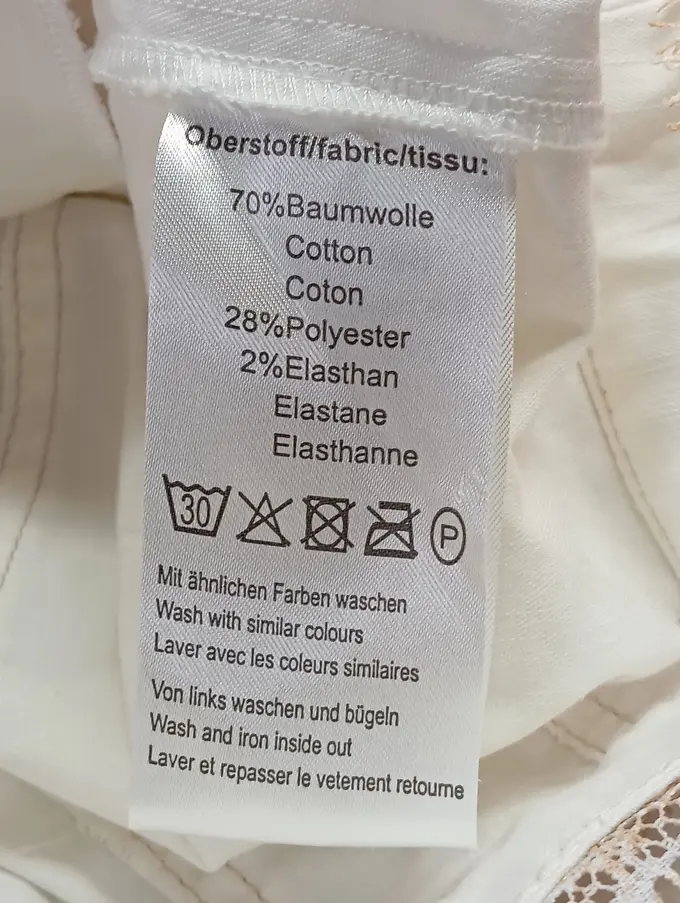 Oberstoff/fabric/tissu:
70%Baumwolle
Cotton
Coton
28%Polyester
2%Elasthan
Elastane
Elasthanne
30 P
Mit ähnlichen Farben waschen
Wash with similar colours
Laver avec les coleurs similaires
Von links waschen und bügeln
Wash and iron inside out
Laver et repasser le vetement retourne